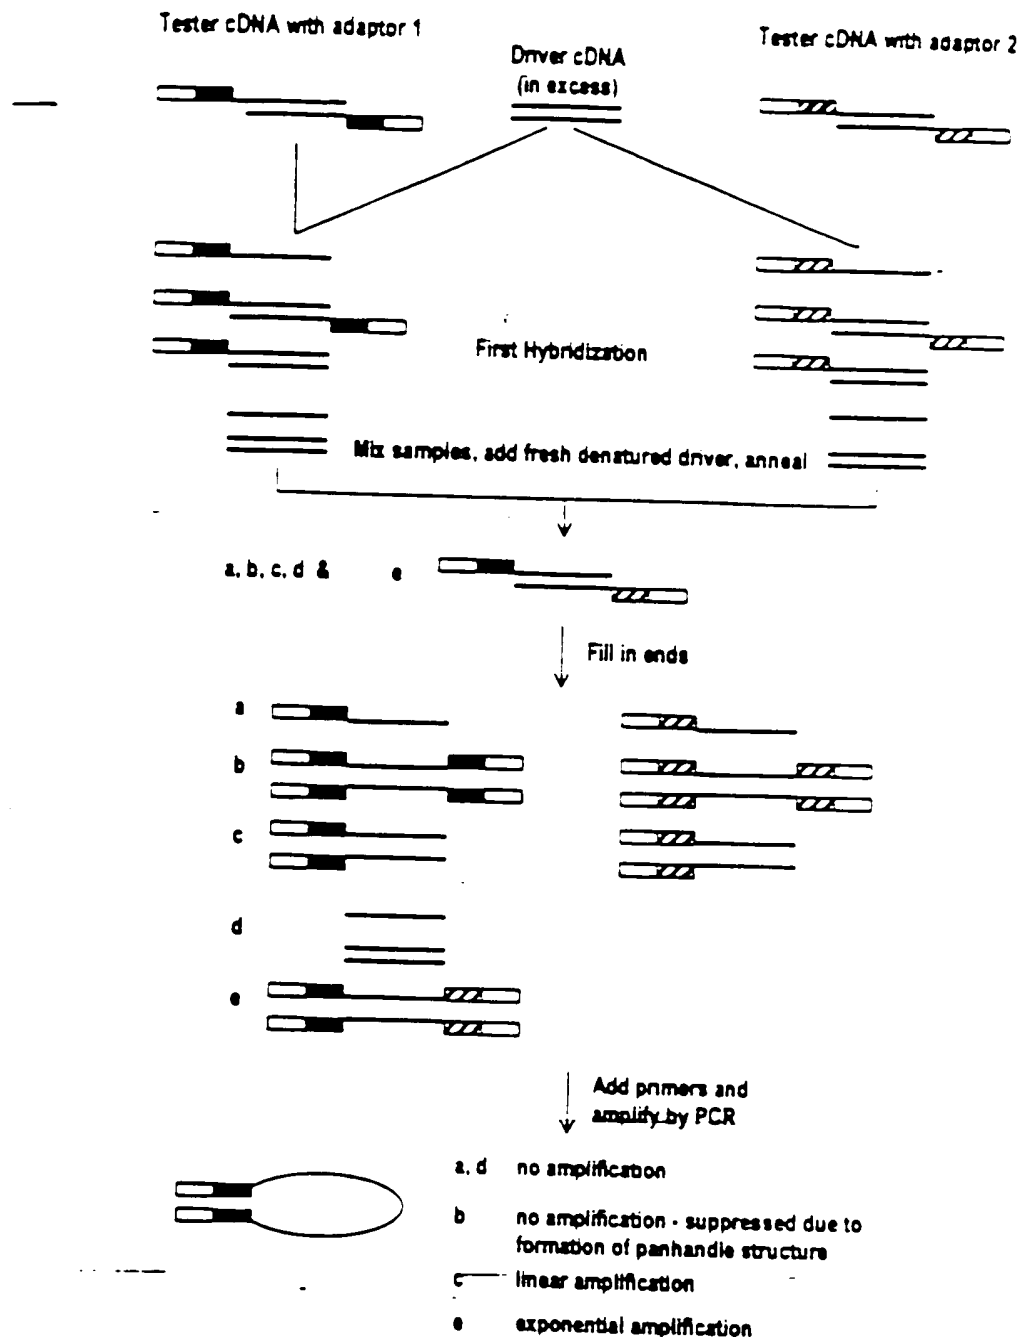 Tester cDNA with adaptor 1
Driver cDNA
(in excess)
Tester cDNA with adaptor 2
First Hybridization
Mix samples, add fresh denatured driver, anneal
a, b, c, d & e
Fill in ends
a
b
c
d
e
Add primers and
amplify by PCR
a, d no amplification
b no amplification - suppressed due to
formation of panhandle structure
c linear amplification
e exponential amplification